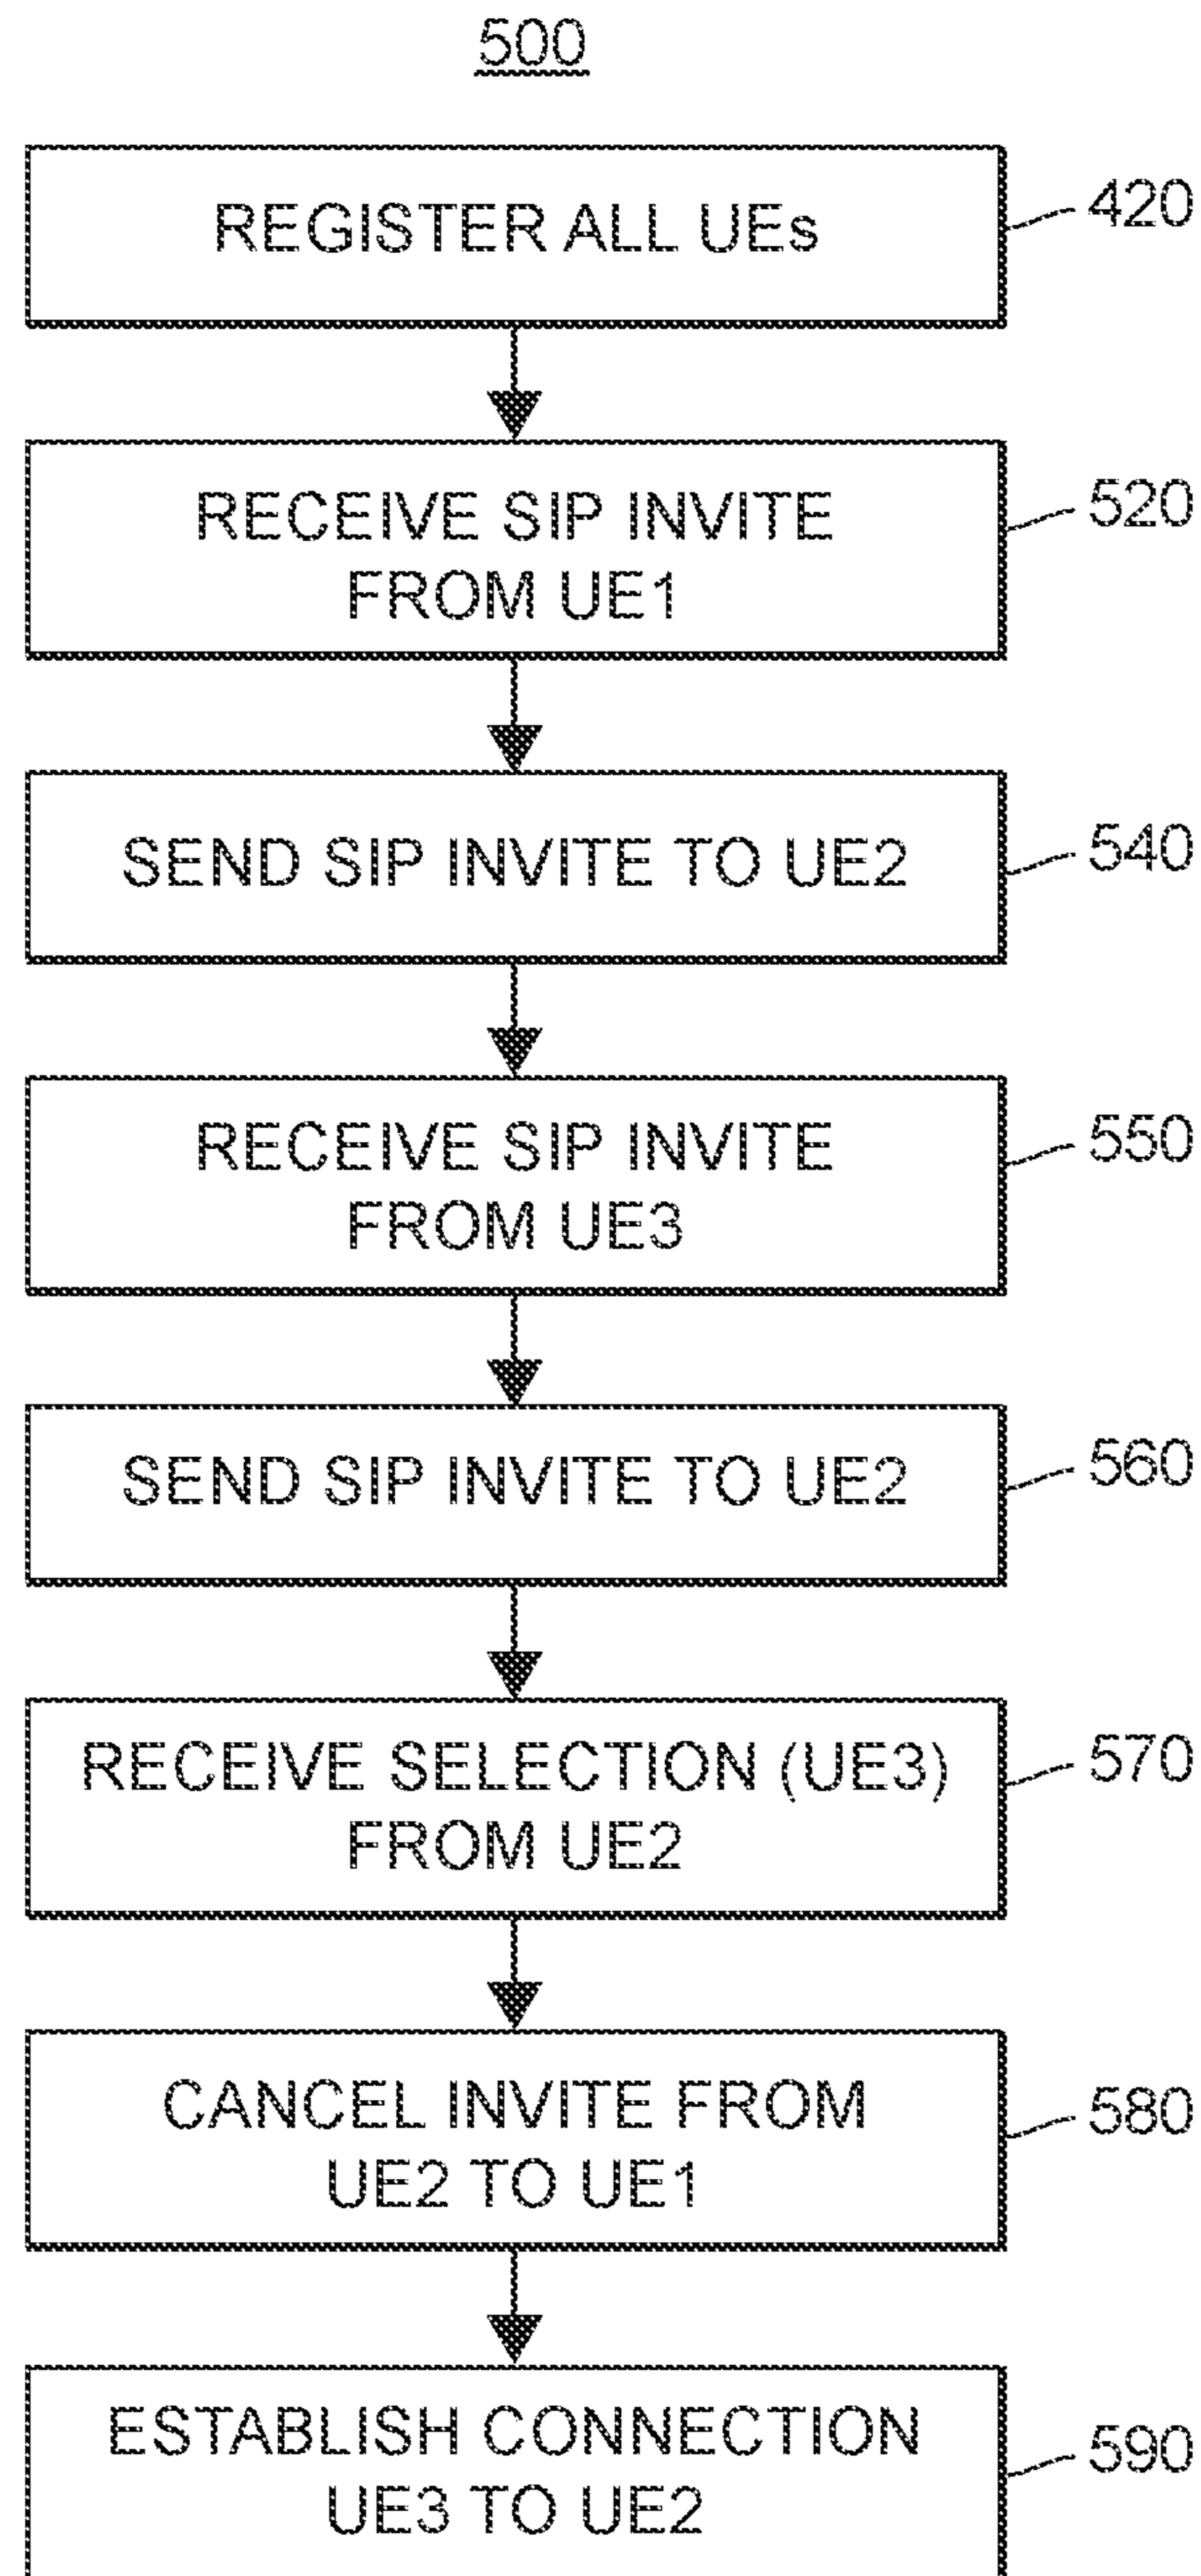 500
REGISTER ALL UEs
420
RECEIVE SIP INVITE
FROM UE1
520
SEND SIP INVITE TO UE2
540
RECEIVE SIP INVITE
FROM UE3
550
SEND SIP INVITE TO UE2
560
RECEIVE SELECTION (UE3)
FROM UE2
570
CANCEL INVITE FROM
UE2 TO UE1
580
ESTABLISH CONNECTION
UE3 TO UE2
590